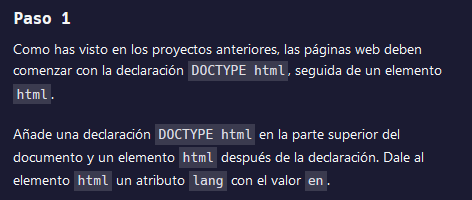 Paso 1
Como has visto en los proyectos anteriores, las páginas web deben
comenzar con la declaración DOCTYPE html, seguida de un elemento
html.
Añade una declaración DOCTYPE html en la parte superior del
documento y un elemento html después de la declaración. Dale al
elemento html un atributo lang con el valor en.